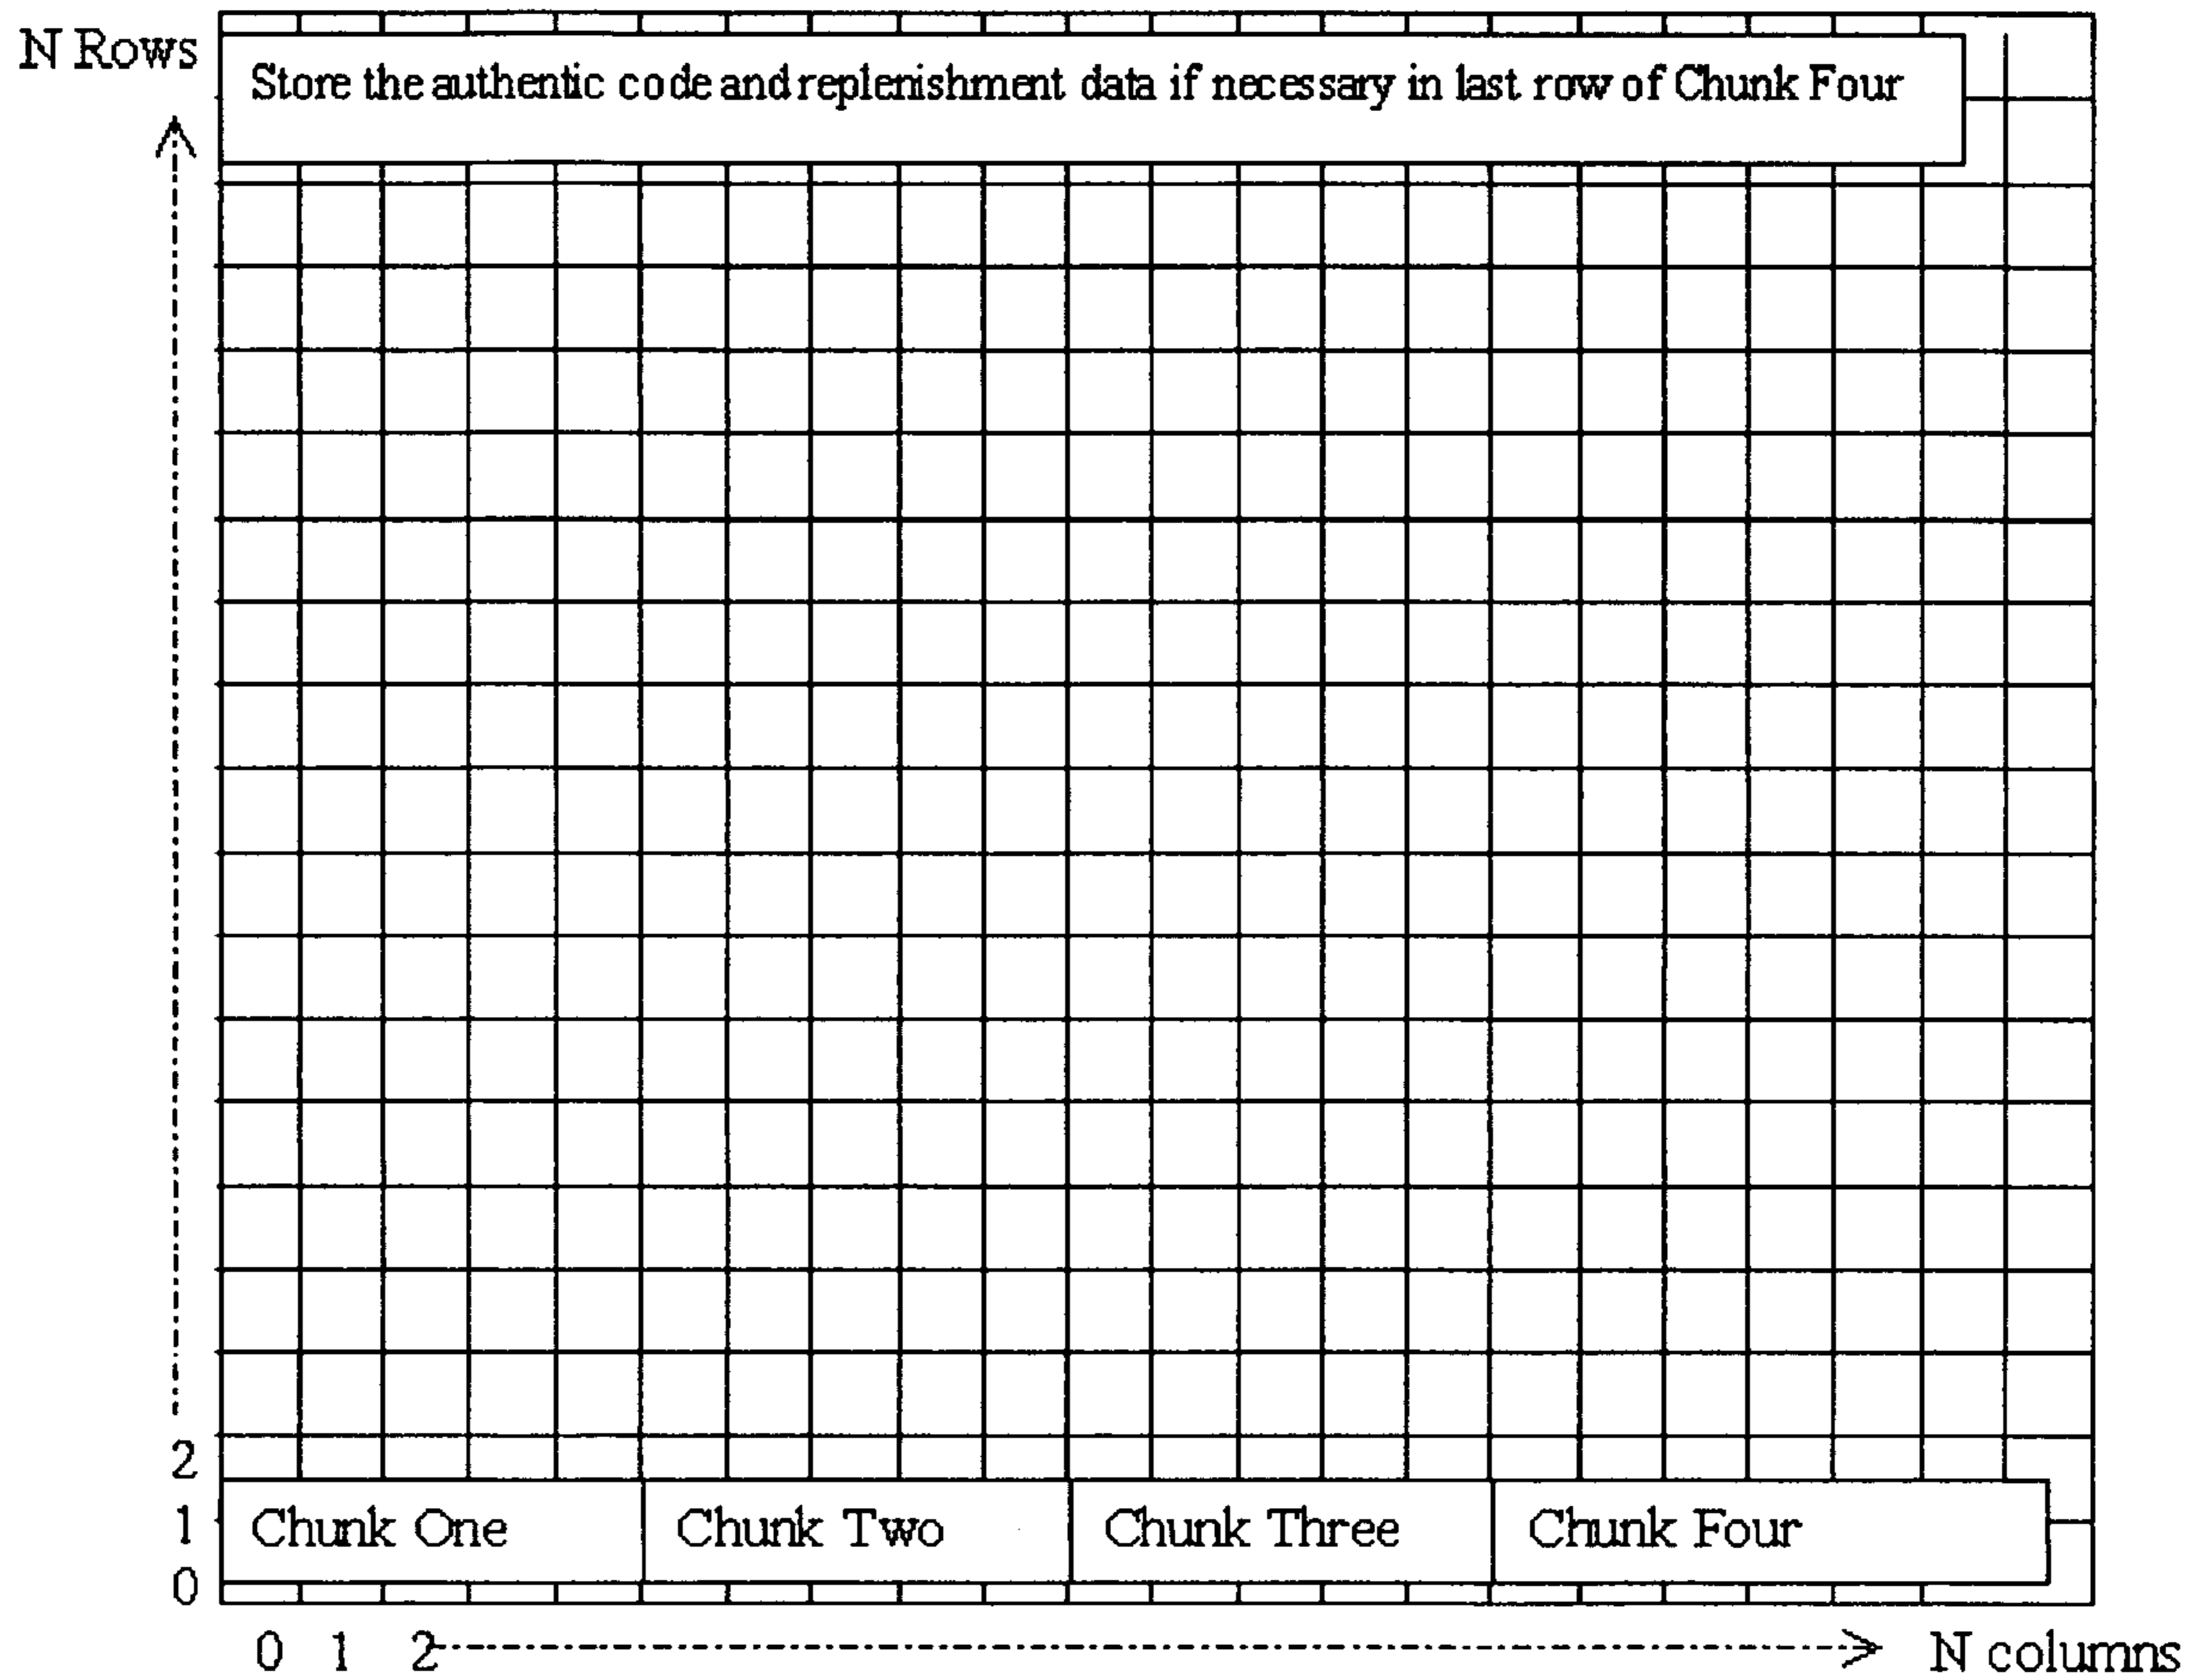 N Rows
Store the authentic code and replenishment data if necessary in last row of Chunk Four
2
1
0
Chunk One
Chunk Two
Chunk Three
Chunk Four
0 1 2
N columns